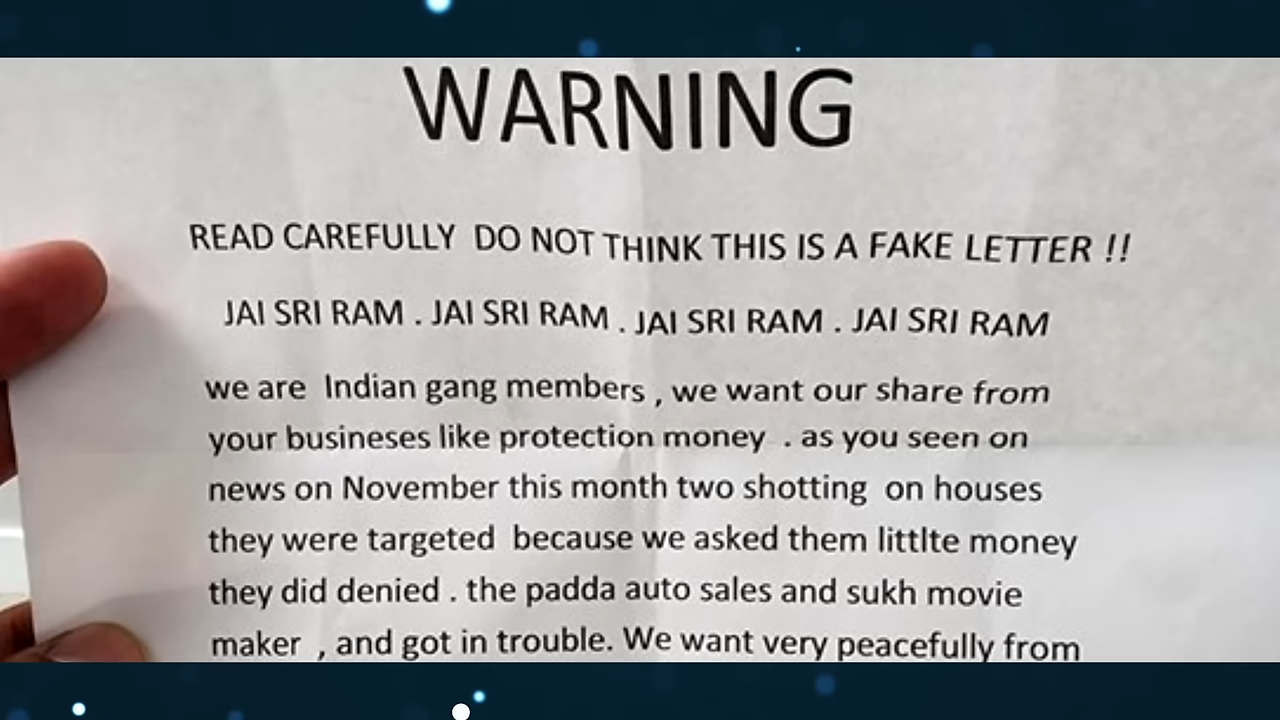 WARNING
READ CAREFULLY DO NOT THINK THIS IS A FAKE LETTER !!
JAI SRI RAM . JAI SRI RAM . JAI SRI RAM . JAI SRI RAM
we are Indian gang members , we want our share from
your busineses like protection money . as you seen on
news on November this month two shotting on houses
they were targeted because we asked them littlte money
they did denied . the padda auto sales and sukh movie
maker , and got in trouble. We want very peacefully from